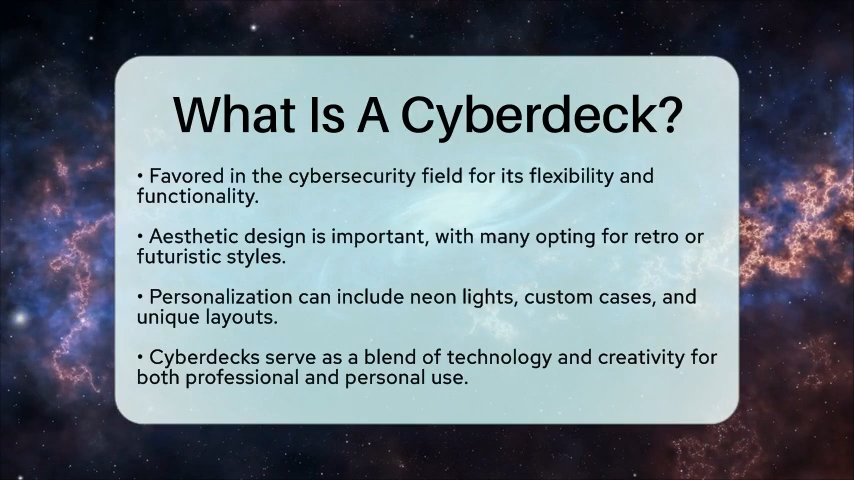 What Is A Cyberdeck?
• Favored in the cybersecurity field for its flexibility and
functionality.
• Aesthetic design is important, with many opting for retro or
futuristic styles.
• Personalization can include neon lights, custom cases, and
unique layouts.
• Cyberdecks serve as a blend of technology and creativity for
both professional and personal use.